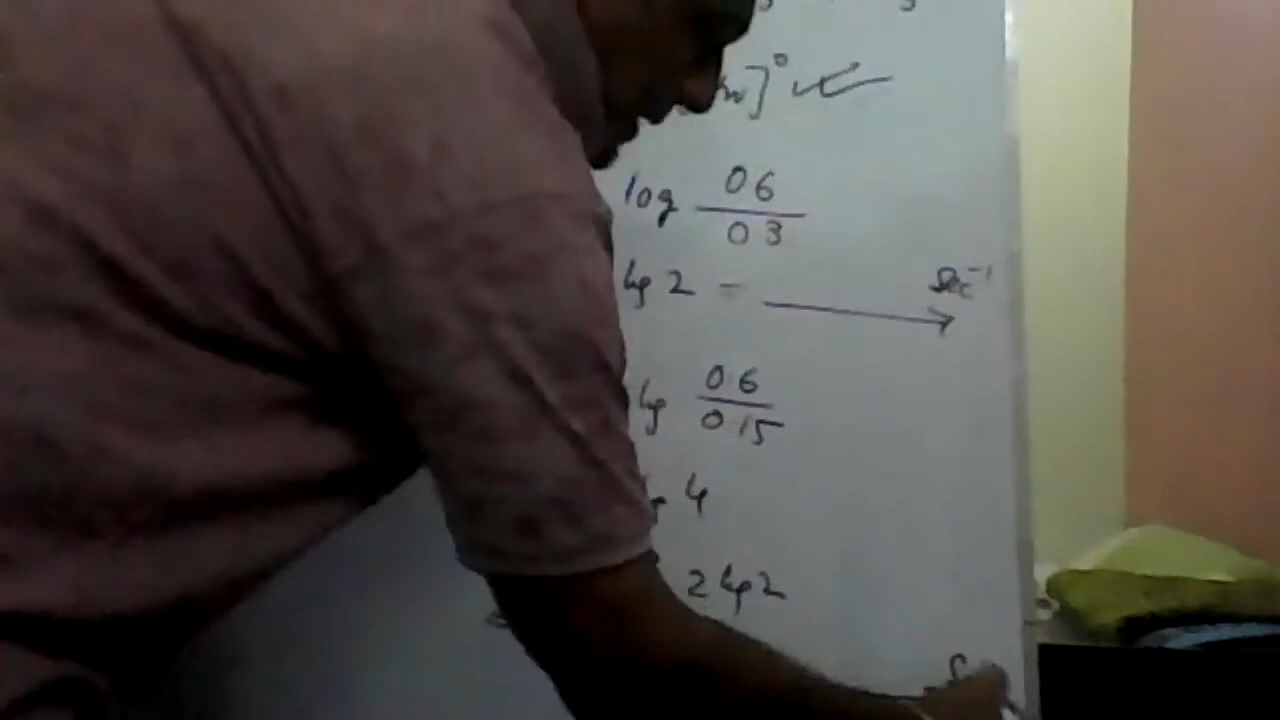 ]° ✓
log 06/03
log 2 = → sec⁻¹
log 06/015
4
2 log 2